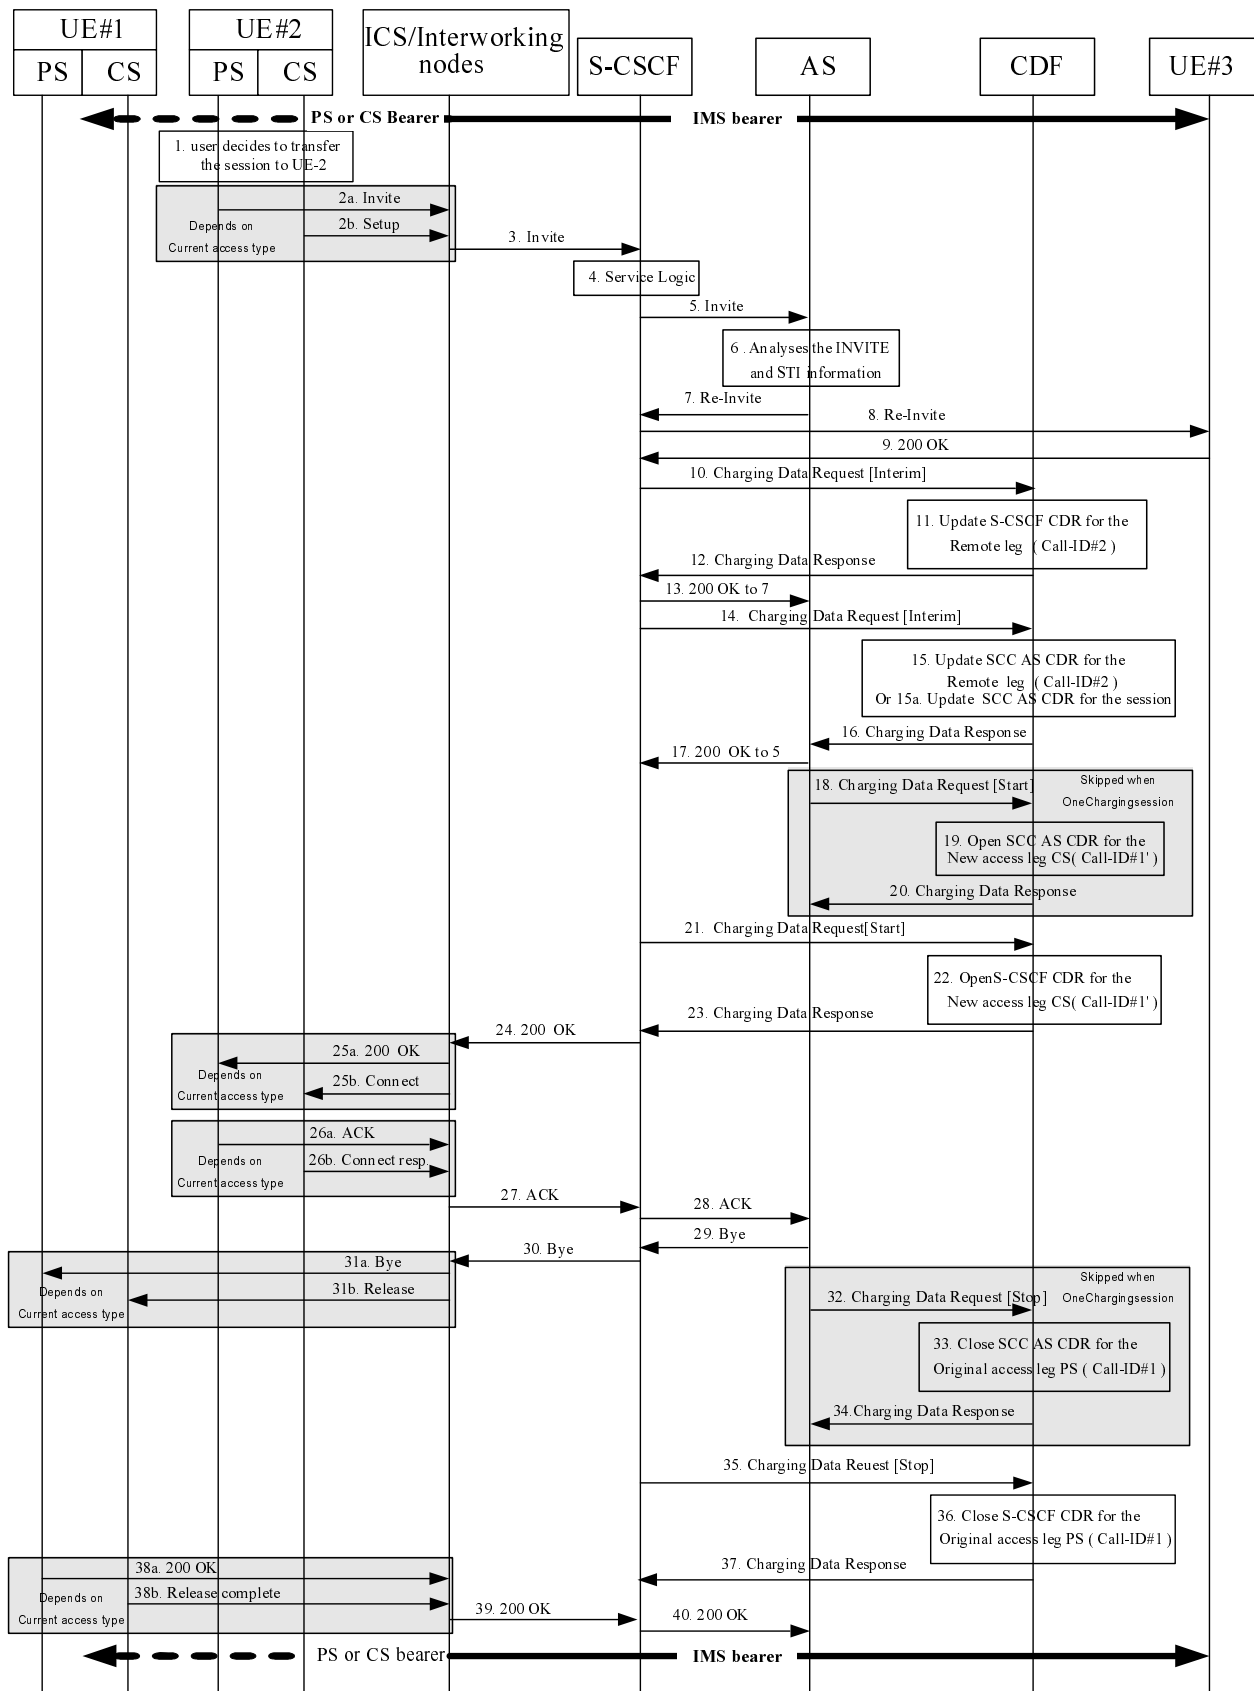 UE#1
UE#2
ICS/Interworking
nodes
S-CSCF
AS
CDF
UE#3
PS
CS
PS
CS
PS or CS Bearer
IMS bearer
1. user decides to transfer
the session to UE-2
2a. Invite
2b. Setup
Depends on
Current access type
3. Invite
4. Service Logic
5. Invite
6 . Analyses the INVITE
and STI information
7. Re-Invite
8. Re-Invite
9. 200 OK
10. Charging Data Request [Interim]
11. Update S-CSCF CDR for the
Remote leg ( Call-ID#2 )
12. Charging Data Response
13. 200 OK to 7
14. Charging Data Request [Interim]
15. Update SCC AS CDR for the
Remote leg ( Call-ID#2 )
Or 15a. Update SCC AS CDR for the session
16. Charging Data Response
17. 200 OK to 5
18. Charging Data Request [Start]
Skipped when
OneChargingsession
19. Open SCC AS CDR for the
New access leg CS( Call-ID#1' )
20. Charging Data Response
21. Charging Data Request[Start]
22. OpenS-CSCF CDR for the
New access leg CS( Call-ID#1' )
23. Charging Data Response
24. 200 OK
25a. 200 OK
25b. Connect
Depends on
Current access type
26a. ACK
26b. Connect resp.
Depends on
Current access type
27. ACK
28. ACK
29. Bye
30. Bye
31a. Bye
31b. Release
Depends on
Current access type
Skipped when
OneChargingsession
32. Charging Data Request [Stop]
33. Close SCC AS CDR for the
Original access leg PS ( Call-ID#1 )
34.Charging Data Response
35. Charging Data Reuest [Stop]
36. Close S-CSCF CDR for the
Original access leg PS ( Call-ID#1 )
37. Charging Data Response
38a. 200 OK
38b. Release complete
Depends on
Current access type
39. 200 OK
40. 200 OK
PS or CS bearer
IMS bearer